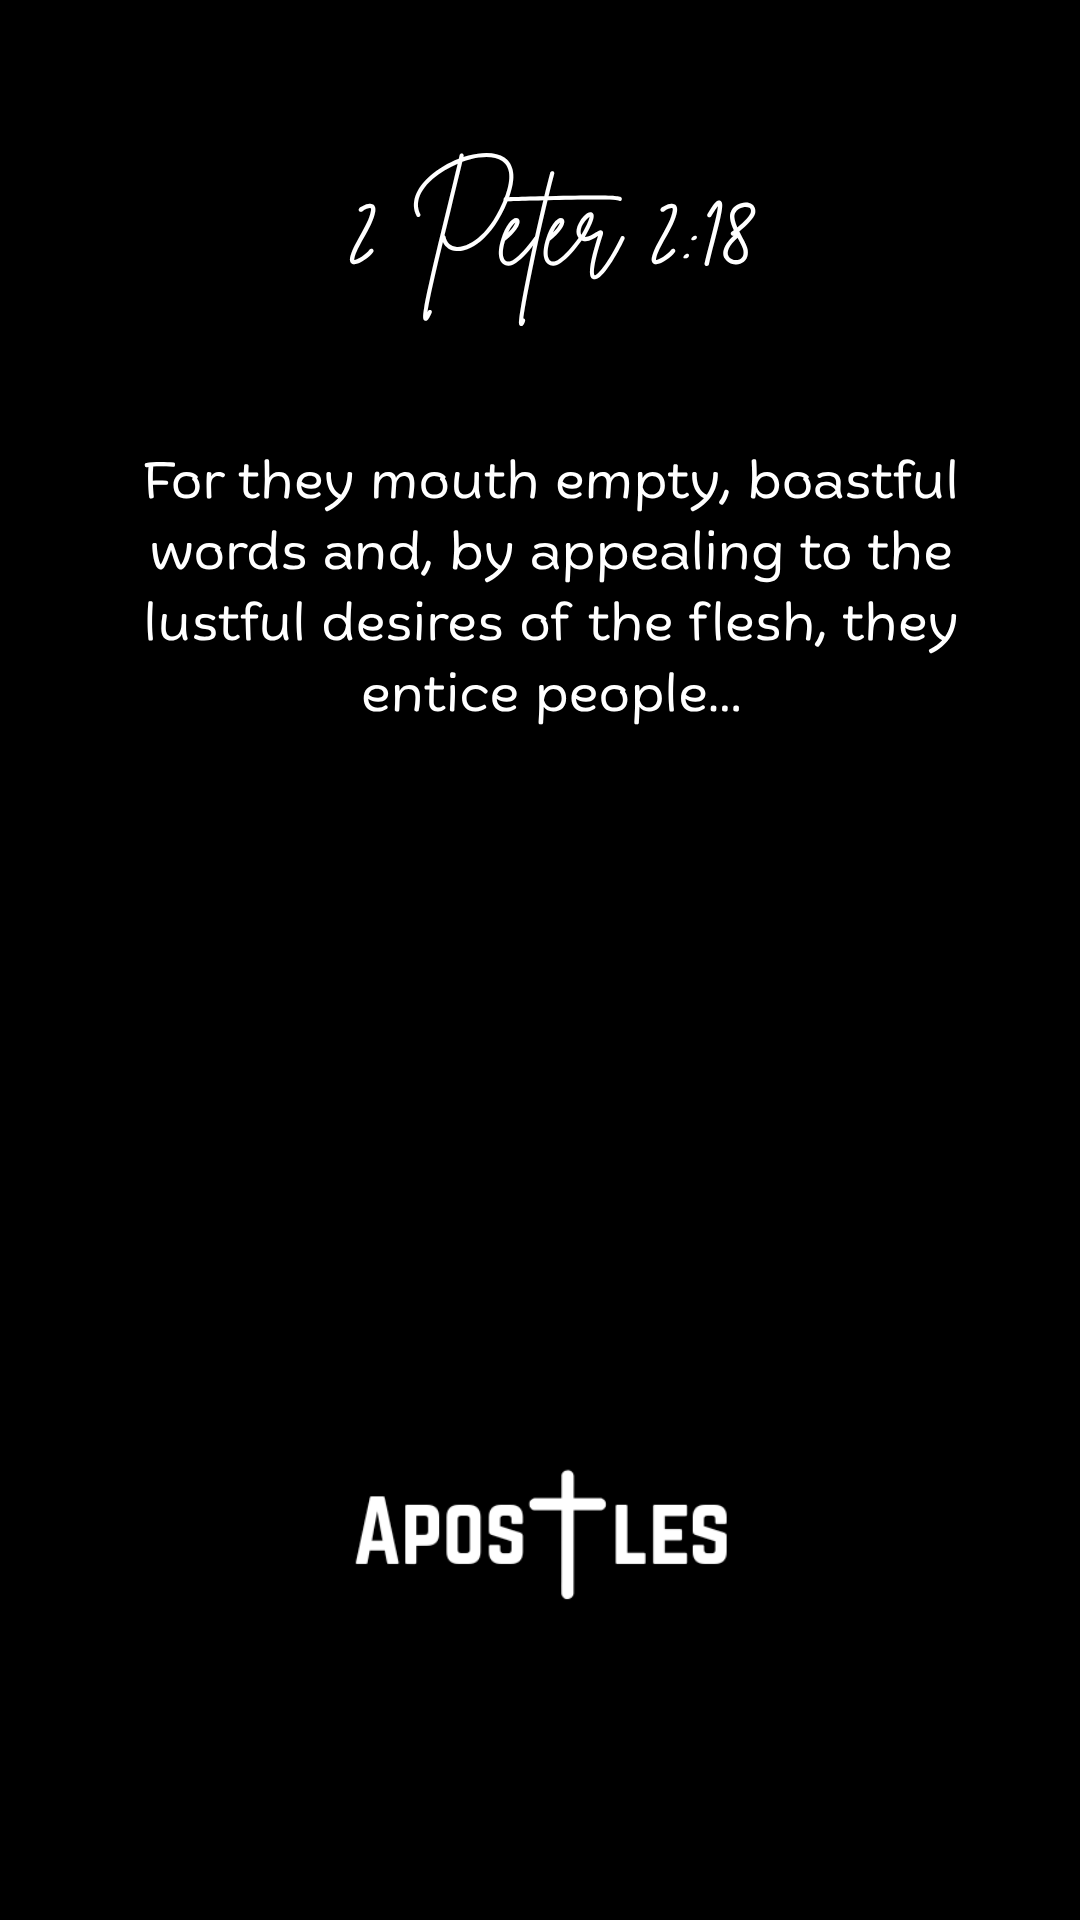 2 Peter 2:18
For they mouth empty, boastful
words and, by appealing to the
lustful desires of the flesh, they
entice people...
APOSTLES